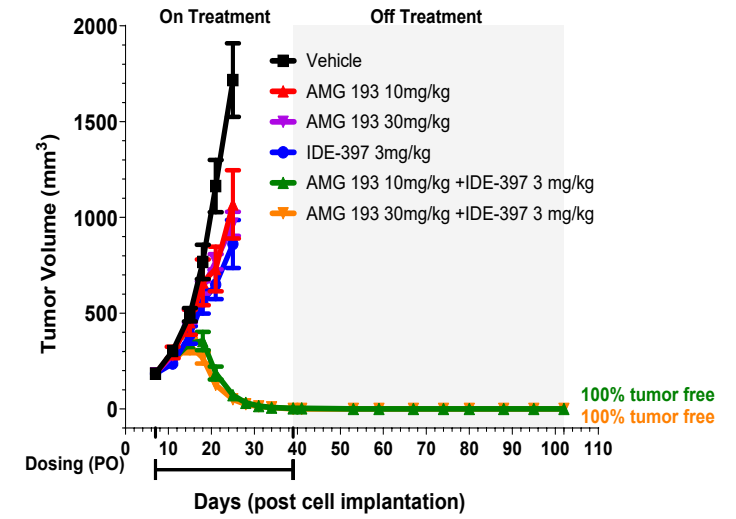 On Treatment
Off Treatment
Tumor Volume (mm³)
2000
1500
1000
500
0
Vehicle
AMG 193 10mg/kg
AMG 193 30mg/kg
IDE-397 3mg/kg
AMG 193 10mg/kg +IDE-397 3 mg/kg
AMG 193 30mg/kg +IDE-397 3 mg/kg
100% tumor free
100% tumor free
0 10 20 30 40 50 60 70 80 90 100 110
Dosing (PO)
Days (post cell implantation)